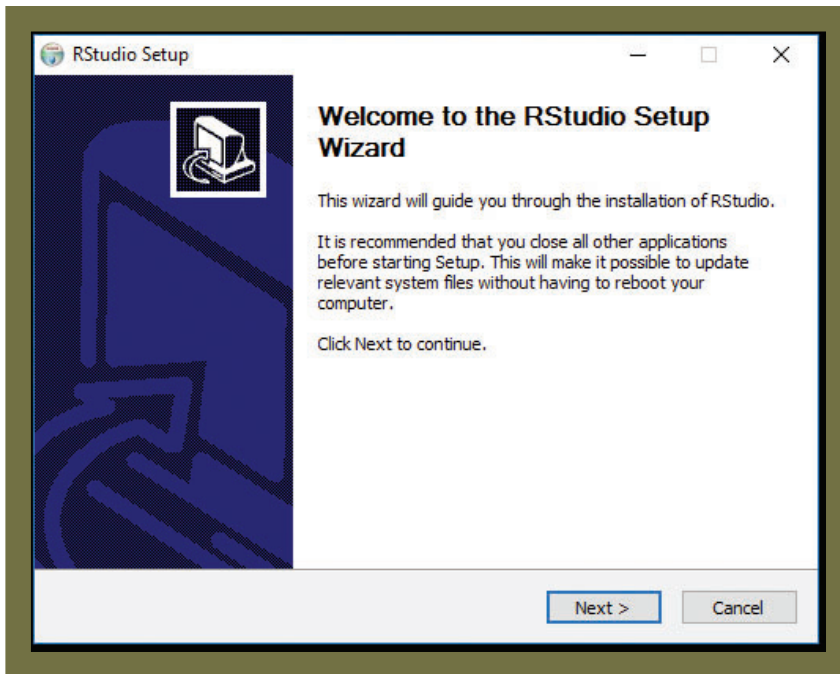 RStudio Setup
Welcome to the RStudio Setup
Wizard
This wizard will guide you through the installation of RStudio.
It is recommended that you close all other applications
before starting Setup. This will make it possible to update
relevant system files without having to reboot your
computer.
Click Next to continue.
Next >
Cancel